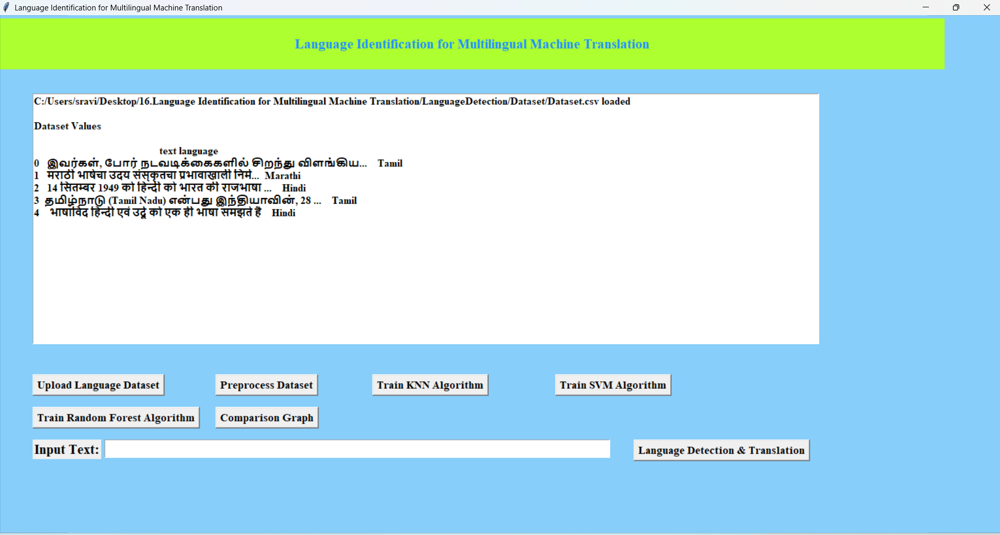 Language Identification for Multilingual Machine Translation
Language Identification for Multilingual Machine Translation
C:/Users/sravi/Desktop/16.Language Identification for Multilingual Machine Translation/LanguageDetection/Dataset/Dataset.csv loaded
Dataset Values
text language
0 இவர்கள், போர் நடவடிக்கைகளில் சிறந்து விளங்கிய... Tamil
1 मराठी भाषेचा उदय संस्कृतचा प्रभावाखाली निर्म... Marathi
2 14 सितम्बर 1949 को हिन्दी को भारत की राजभाषा ... Hindi
3 தமிழ்நாடு (Tamil Nadu) என்பது இந்தியாவின், 28 ... Tamil
4 भाषाविद हिन्दी एवं उर्दू को एक ही भाषा समझते है Hindi
Upload Language Dataset
Preprocess Dataset
Train KNN Algorithm
Train SVM Algorithm
Train Random Forest Algorithm
Comparison Graph
Input Text:
Language Detection & Translation